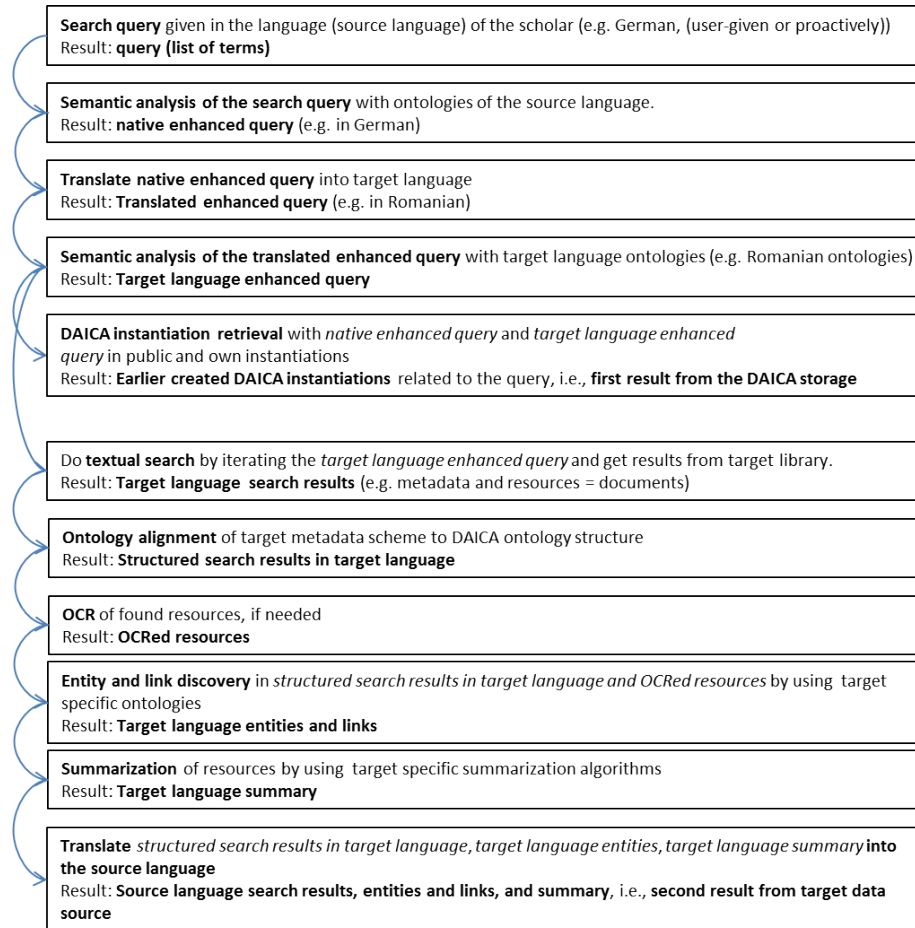 Search query given in the language (source language) of the scholar (e.g. German, (user-given or proactively))
Result: query (list of terms)
Semantic analysis of the search query with ontologies of the source language.
Result: native enhanced query (e.g. in German)
Translate native enhanced query into target language
Result: Translated enhanced query (e.g. in Romanian)
Semantic analysis of the translated enhanced query with target language ontologies (e.g. Romanian ontologies)
Result: Target language enhanced query
DAICA instantiation retrieval with native enhanced query and target language enhanced
query in public and own instantiations
Result: Earlier created DAICA instantiations related to the query, i.e., first result from the DAICA storage
Do textual search by iterating the target language enhanced query and get results from target library.
Result: Target language search results (e.g. metadata and resources = documents)
Ontology alignment of target metadata scheme to DAICA ontology structure
Result: Structured search results in target language
OCR of found resources, if needed
Result: OCRed resources
Entity and link discovery in structured search results in target language and OCRed resources by using target
specific ontologies
Result: Target language entities and links
Summarization of resources by using target specific summarization algorithms
Result: Target language summary
Translate structured search results in target language, target language entities, target language summary into
the source language
Result: Source language search results, entities and links, and summary, i.e., second result from target data
source